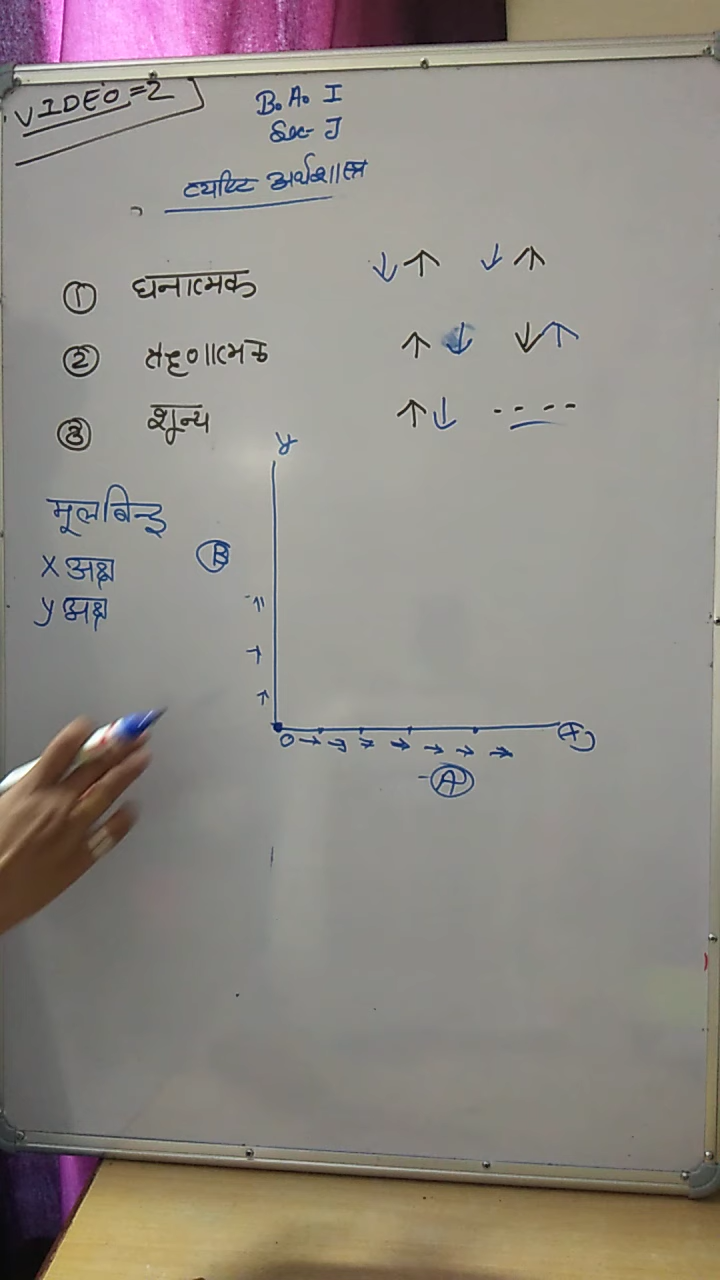 VIDEO=2
B.A. I
Sec- J
व्यष्टि अर्थशास्त्र
① धनात्मक ↓↑ ↓↑
② ऋणात्मक ↑↓ ↓↑
③ शून्य ↑↓ ----
y
मूलबिन्दु
B
X अक्ष
y अक्ष
0 → → → → → → →
A